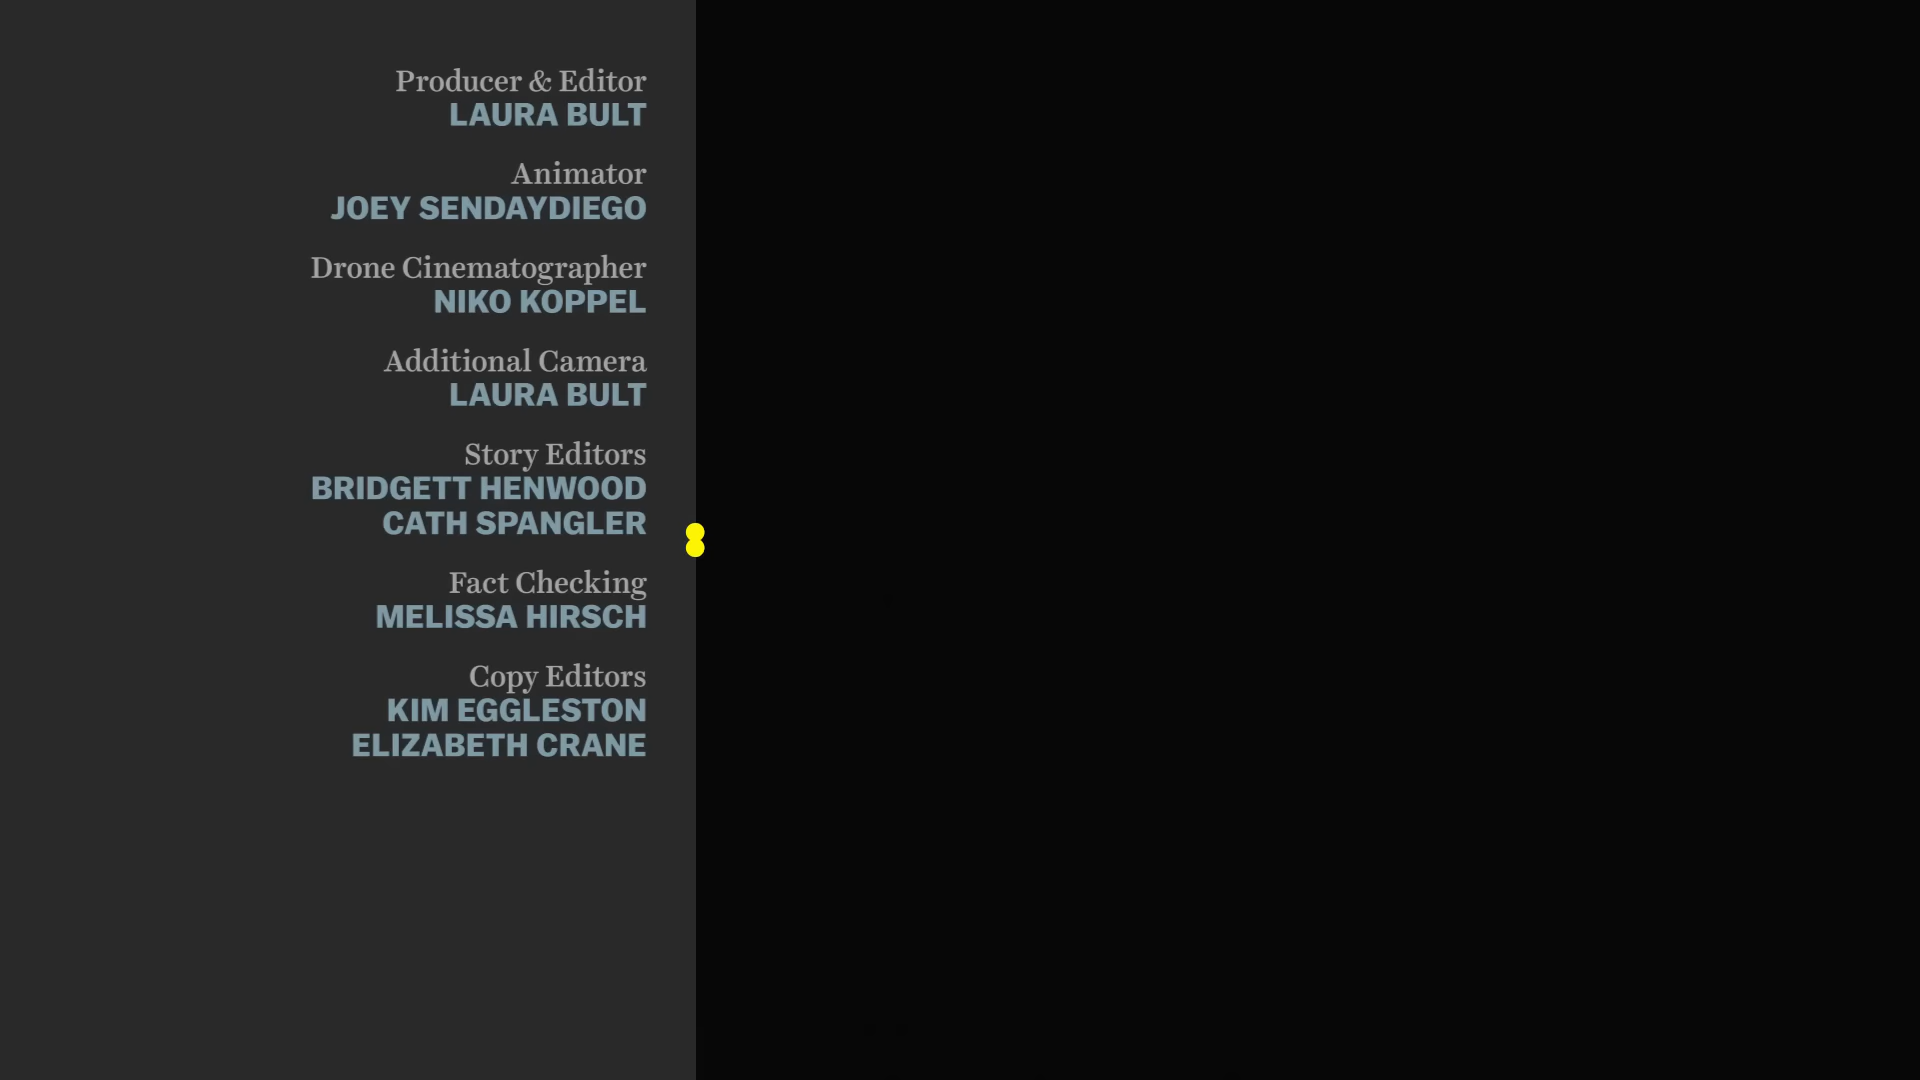 Producer & Editor
LAURA BULT
Animator
JOEY SENDAYDIEGO
Drone Cinematographer
NIKO KOPPEL
Additional Camera
LAURA BULT
Story Editors
BRIDGETT HENWOOD
CATH SPANGLER
Fact Checking
MELISSA HIRSCH
Copy Editors
KIM EGGLESTON
ELIZABETH CRANE